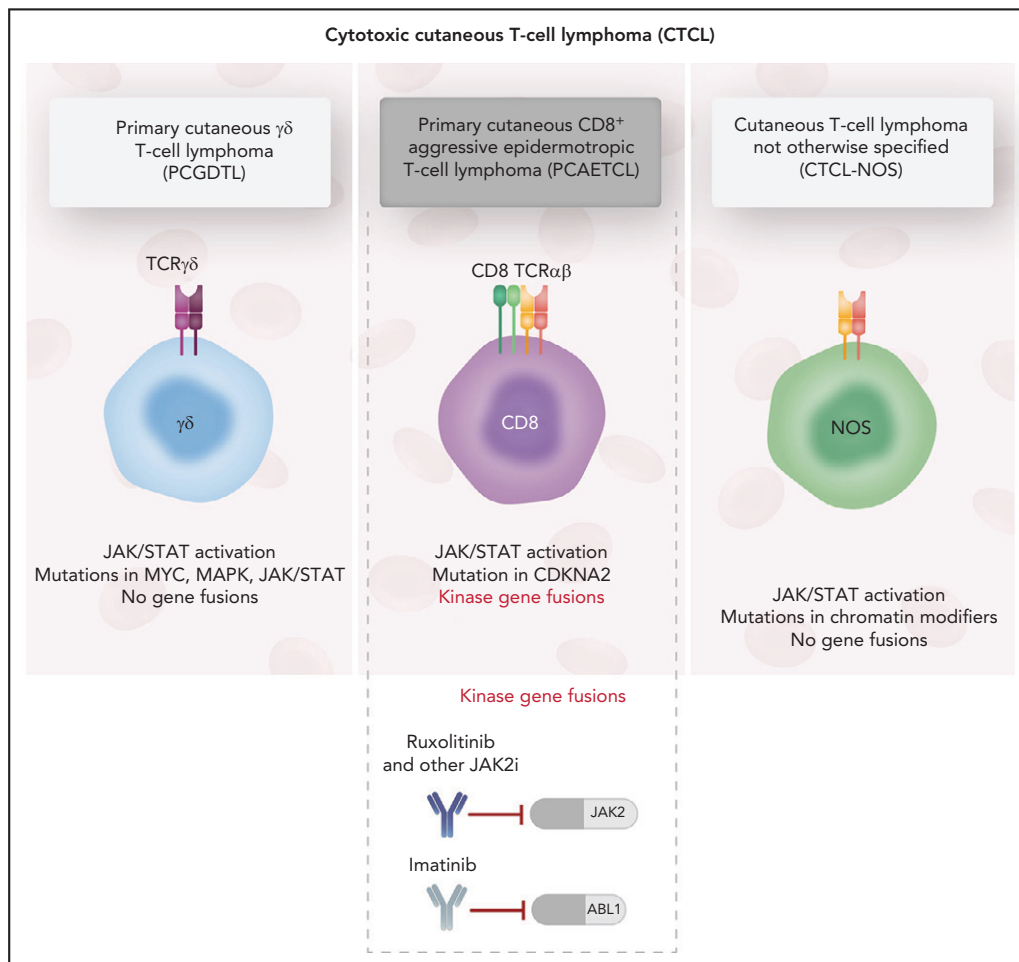 Cytotoxic cutaneous T-cell lymphoma (CTCL)
Primary cutaneous γδ
T-cell lymphoma
(PCGDTL)
TCRγδ
γδ
JAK/STAT activation
Mutations in MYC, MAPK, JAK/STAT
No gene fusions
Primary cutaneous CD8⁺
aggressive epidermotropic
T-cell lymphoma (PCAETCL)
CD8 TCRαβ
CD8
JAK/STAT activation
Mutation in CDKNA2
Kinase gene fusions
Kinase gene fusions
Ruxolitinib
and other JAK2i
JAK2
Imatinib
ABL1
Cutaneous T-cell lymphoma
not otherwise specified
(CTCL-NOS)
NOS
JAK/STAT activation
Mutations in chromatin modifiers
No gene fusions